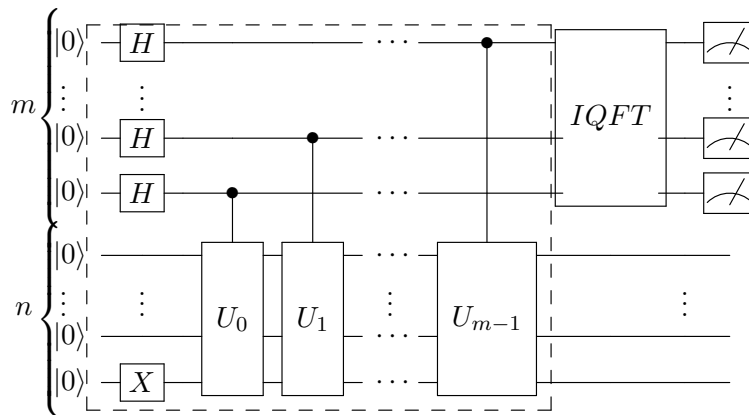 |0⟩ H ··· IQFT
m ⋮ ⋮ ⋮
|0⟩ H ···
|0⟩ H ···
|0⟩ ···
n ⋮ ⋮ U_0 U_1 ⋮ U_{m−1} ⋮
|0⟩ ···
|0⟩ X ···